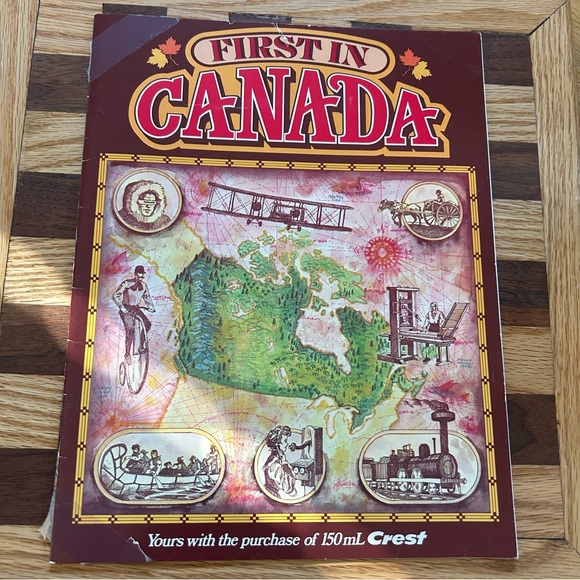 FIRST IN
CANADA
Yours with the purchase of 150 mL Crest